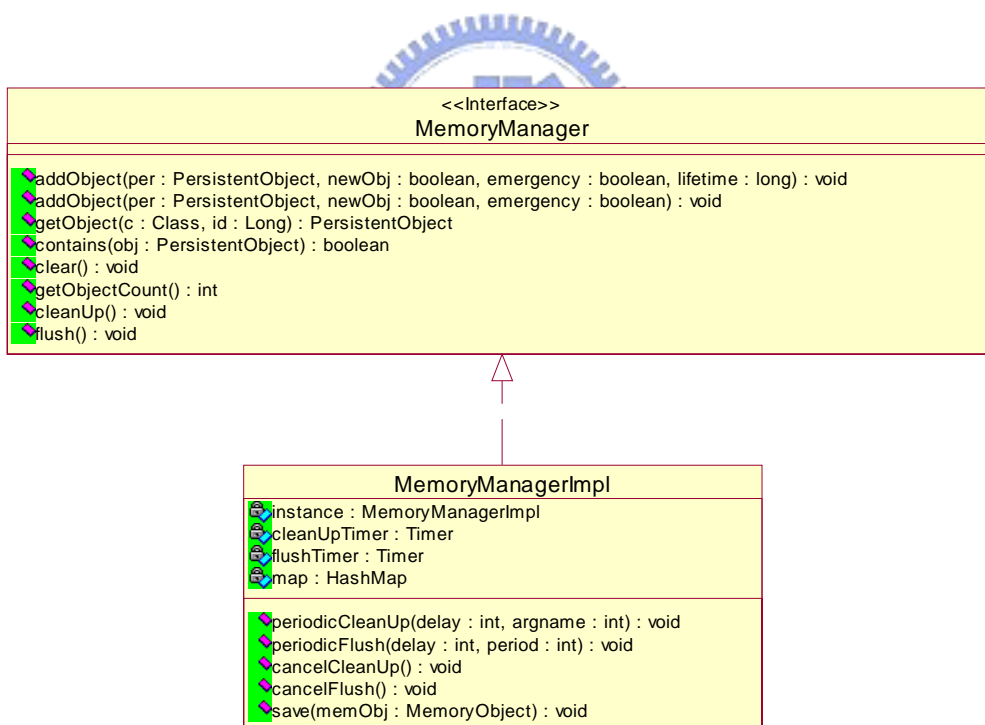 <<Interface>>
MemoryManager
addObject(per : PersistentObject, newObj : boolean, emergency : boolean, lifetime : long) : void
addObject(per : PersistentObject, newObj : boolean, emergency : boolean) : void
getObject(c : Class, id : Long) : PersistentObject
contains(obj : PersistentObject) : boolean
clear() : void
getObjectCount() : int
cleanUp() : void
flush() : void
MemoryManagerImpl
instance : MemoryManagerImpl
cleanUpTimer : Timer
flushTimer : Timer
map : HashMap
periodicCleanUp(delay : int, argname : int) : void
periodicFlush(delay : int, period : int) : void
cancelCleanUp() : void
cancelFlush() : void
save(memObj : MemoryObject) : void